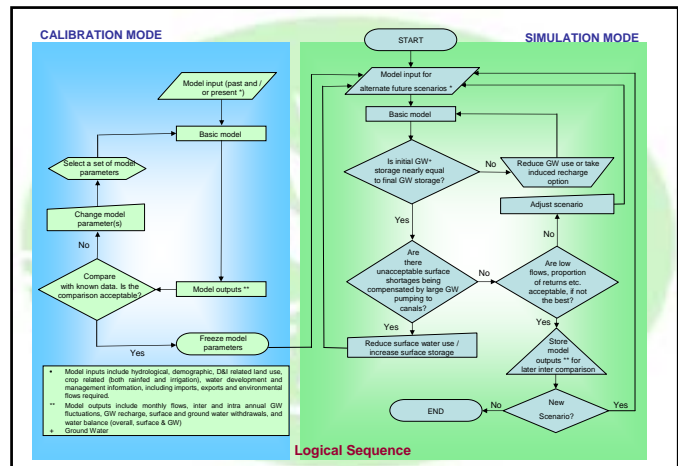 CALIBRATION MODE
SIMULATION MODE
Model input (past and /
or present *)
Basic model
Select a set of model
parameters
Change model
parameter(s)
No
Compare
with known data. Is the
comparison acceptable?
Model outputs **
Yes
Freeze model
parameters
* Model inputs include hydrological, demographic, D&I related land use,
crop related (both rainfed and irrigation), water development and
management information, including imports, exports and environmental
flows required.
** Model outputs include monthly flows, inter and intra annual GW
fluctuations, GW recharge, surface and ground water withdrawals, and
water balance (overall, surface & GW)
+ Ground Water
START
Model input for
alternate future scenarios *
Basic model
Is initial GW+
storage nearly equal
to final GW storage?
No
Reduce GW use or take
induced recharge
option
Yes
Adjust scenario
No
Are
there
unacceptable surface
shortages being
compensated by large GW
pumping to
canals?
No
Are low
flows, proportion
of returns etc.
acceptable, if not
the best?
Yes
Reduce surface water use /
increase surface storage
Yes
Store
model
outputs ** for
later inter comparison
New
Scenario?
No
Yes
END
Logical Sequence